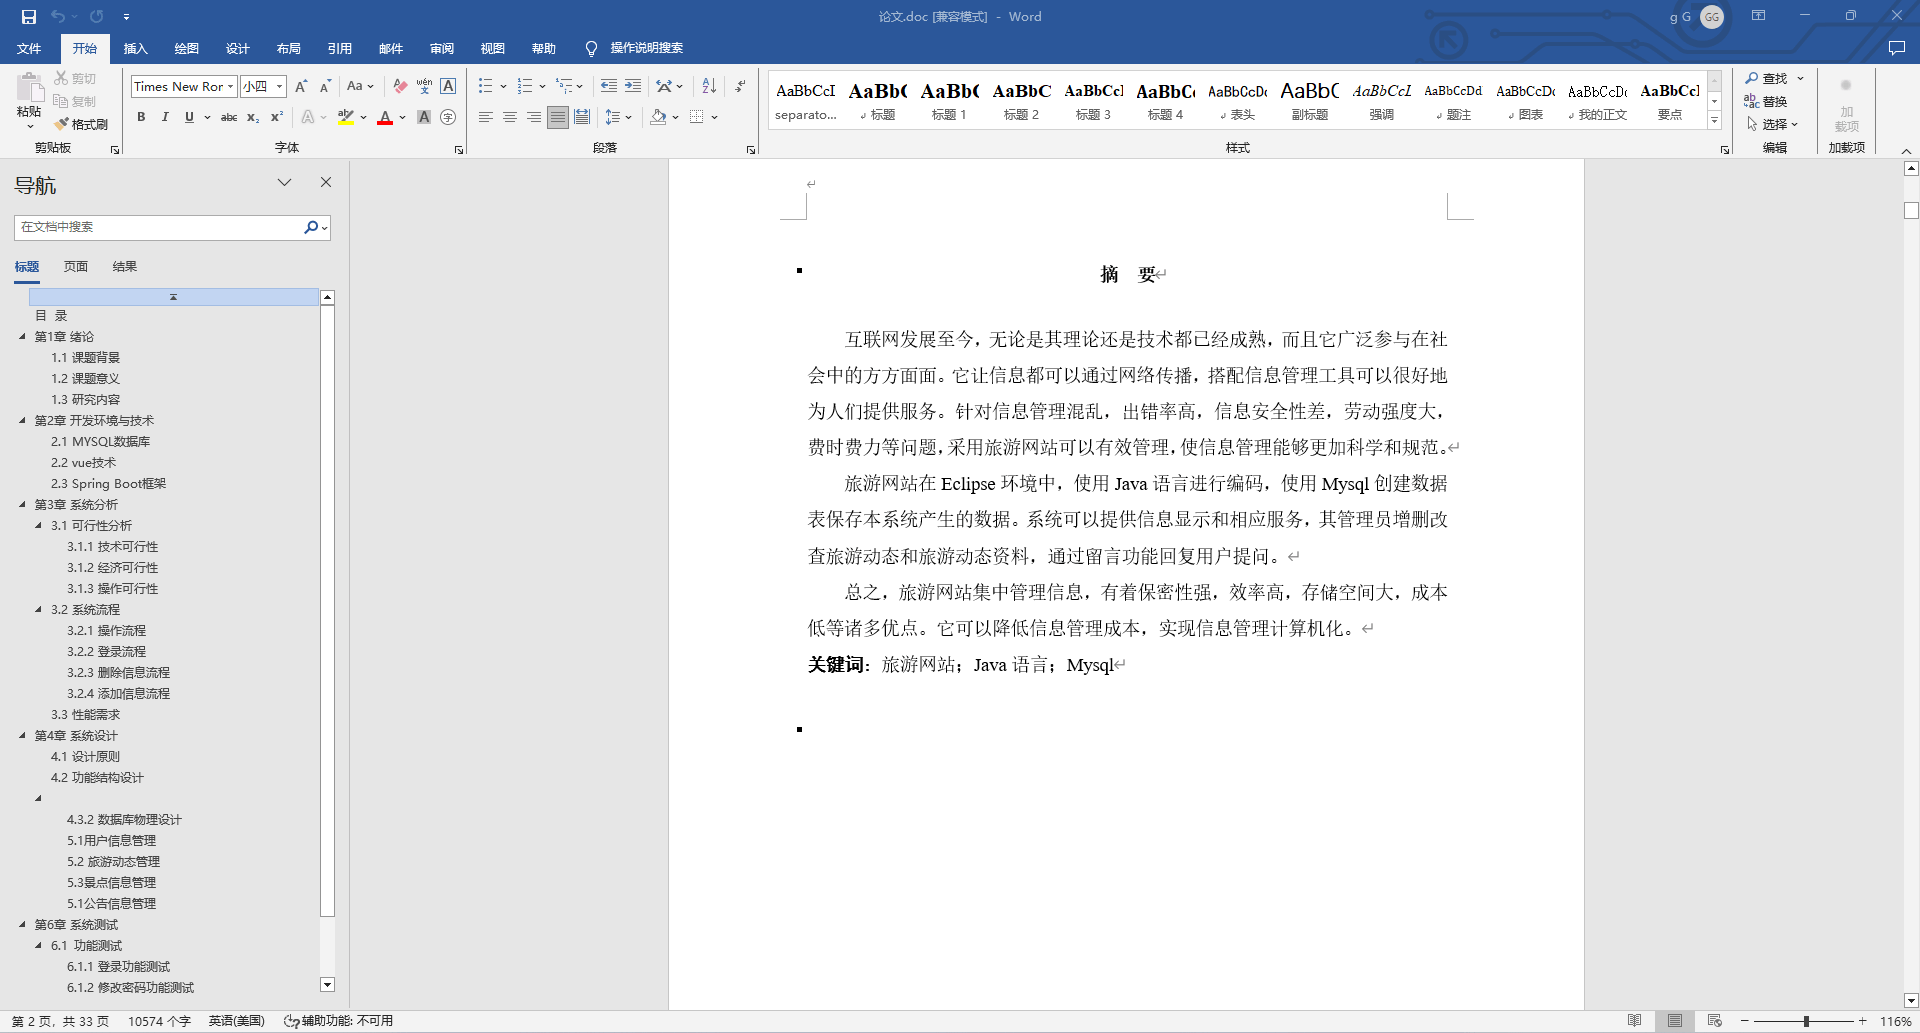 论文.doc [兼容模式] - Word
g G
GG
文件 开始 插入 绘图 设计 布局 引用 邮件 审阅 视图 帮助 操作说明搜索
粘贴
剪切
复制
格式刷
剪贴板
Times New Ror 小四
字体
段落
AaBbCcI separato...
AaBb( 标题
AaBb( 标题 1
AaBbC 标题 2
AaBbCcI 标题 3
AaBbC( 标题 4
AaBbCcDc 表头
AaBbC 副标题
AaBbCcL 强调
AaBbCcDd 题注
AaBbCcDc 图表
AaBbCcDc 我的正文
AaBbCcI 要点
样式
查找
替换
选择
编辑
加载项
加载项
导航
在文档中搜索
标题 页面 结果
目 录
第1章 绪论
1.1 课题背景
1.2 课题意义
1.3 研究内容
第2章 开发环境与技术
2.1 MYSQL数据库
2.2 vue技术
2.3 Spring Boot框架
第3章 系统分析
3.1 可行性分析
3.1.1 技术可行性
3.1.2 经济可行性
3.1.3 操作可行性
3.2 系统流程
3.2.1 操作流程
3.2.2 登录流程
3.2.3 删除信息流程
3.2.4 添加信息流程
3.3 性能需求
第4章 系统设计
4.1 设计原则
4.2 功能结构设计
4.3.2 数据库物理设计
5.1用户信息管理
5.2 旅游动态管理
5.3景点信息管理
5.1公告信息管理
第6章 系统测试
6.1 功能测试
6.1.1 登录功能测试
6.1.2 修改密码功能测试
摘 要
互联网发展至今，无论是其理论还是技术都已经成熟，而且它广泛参与在社
会中的方方面面。它让信息都可以通过网络传播，搭配信息管理工具可以很好地
为人们提供服务。针对信息管理混乱，出错率高，信息安全性差，劳动强度大，
费时费力等问题，采用旅游网站可以有效管理，使信息管理能够更加科学和规范。
旅游网站在 Eclipse 环境中，使用 Java 语言进行编码，使用 Mysql 创建数据
表保存本系统产生的数据。系统可以提供信息显示和相应服务，其管理员增删改
查旅游动态和旅游动态资料，通过留言功能回复用户提问。
总之，旅游网站集中管理信息，有着保密性强，效率高，存储空间大，成本
低等诸多优点。它可以降低信息管理成本，实现信息管理计算机化。
关键词：旅游网站；Java 语言；Mysql
第 2 页，共 33 页 10574 个字 英语(美国) 辅助功能: 不可用
116%